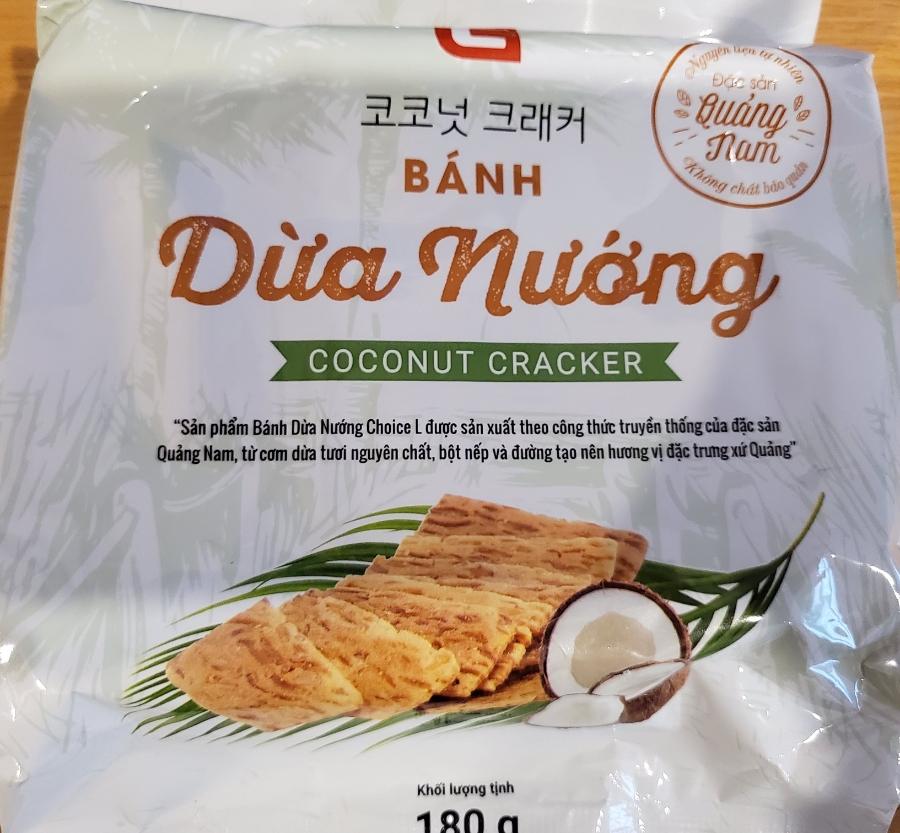 코코넛 크래커
BÁNH
Dừa Nướng
COCONUT CRACKER
Nguyên liệu tự nhiên
Đặc sản
Quảng
Nam
Không chất bảo quản
“Sản phẩm Bánh Dừa Nướng Choice L được sản xuất theo công thức truyền thống của đặc sản
Quảng Nam, từ cơm dừa tươi nguyên chất, bột nếp và đường tạo nên hương vị đặc trưng xứ Quảng”
Khối lượng tịnh
180 g